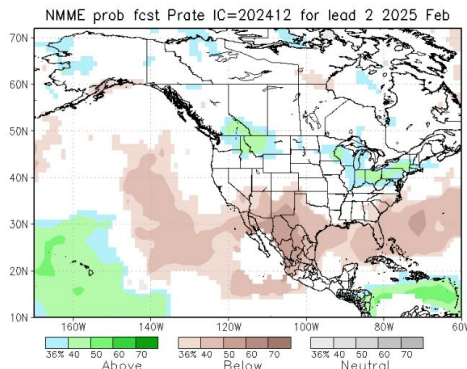 NMME prob fcst Prate IC=202412 for lead 2 2025 Feb
70N
60N
50N
40N
30N
20N
10N
160W 140W 120W 100W 80W 60W
36% 40 50 60 70 36% 40 50 60 70 36% 40 50 60 70
Above Below Neutral